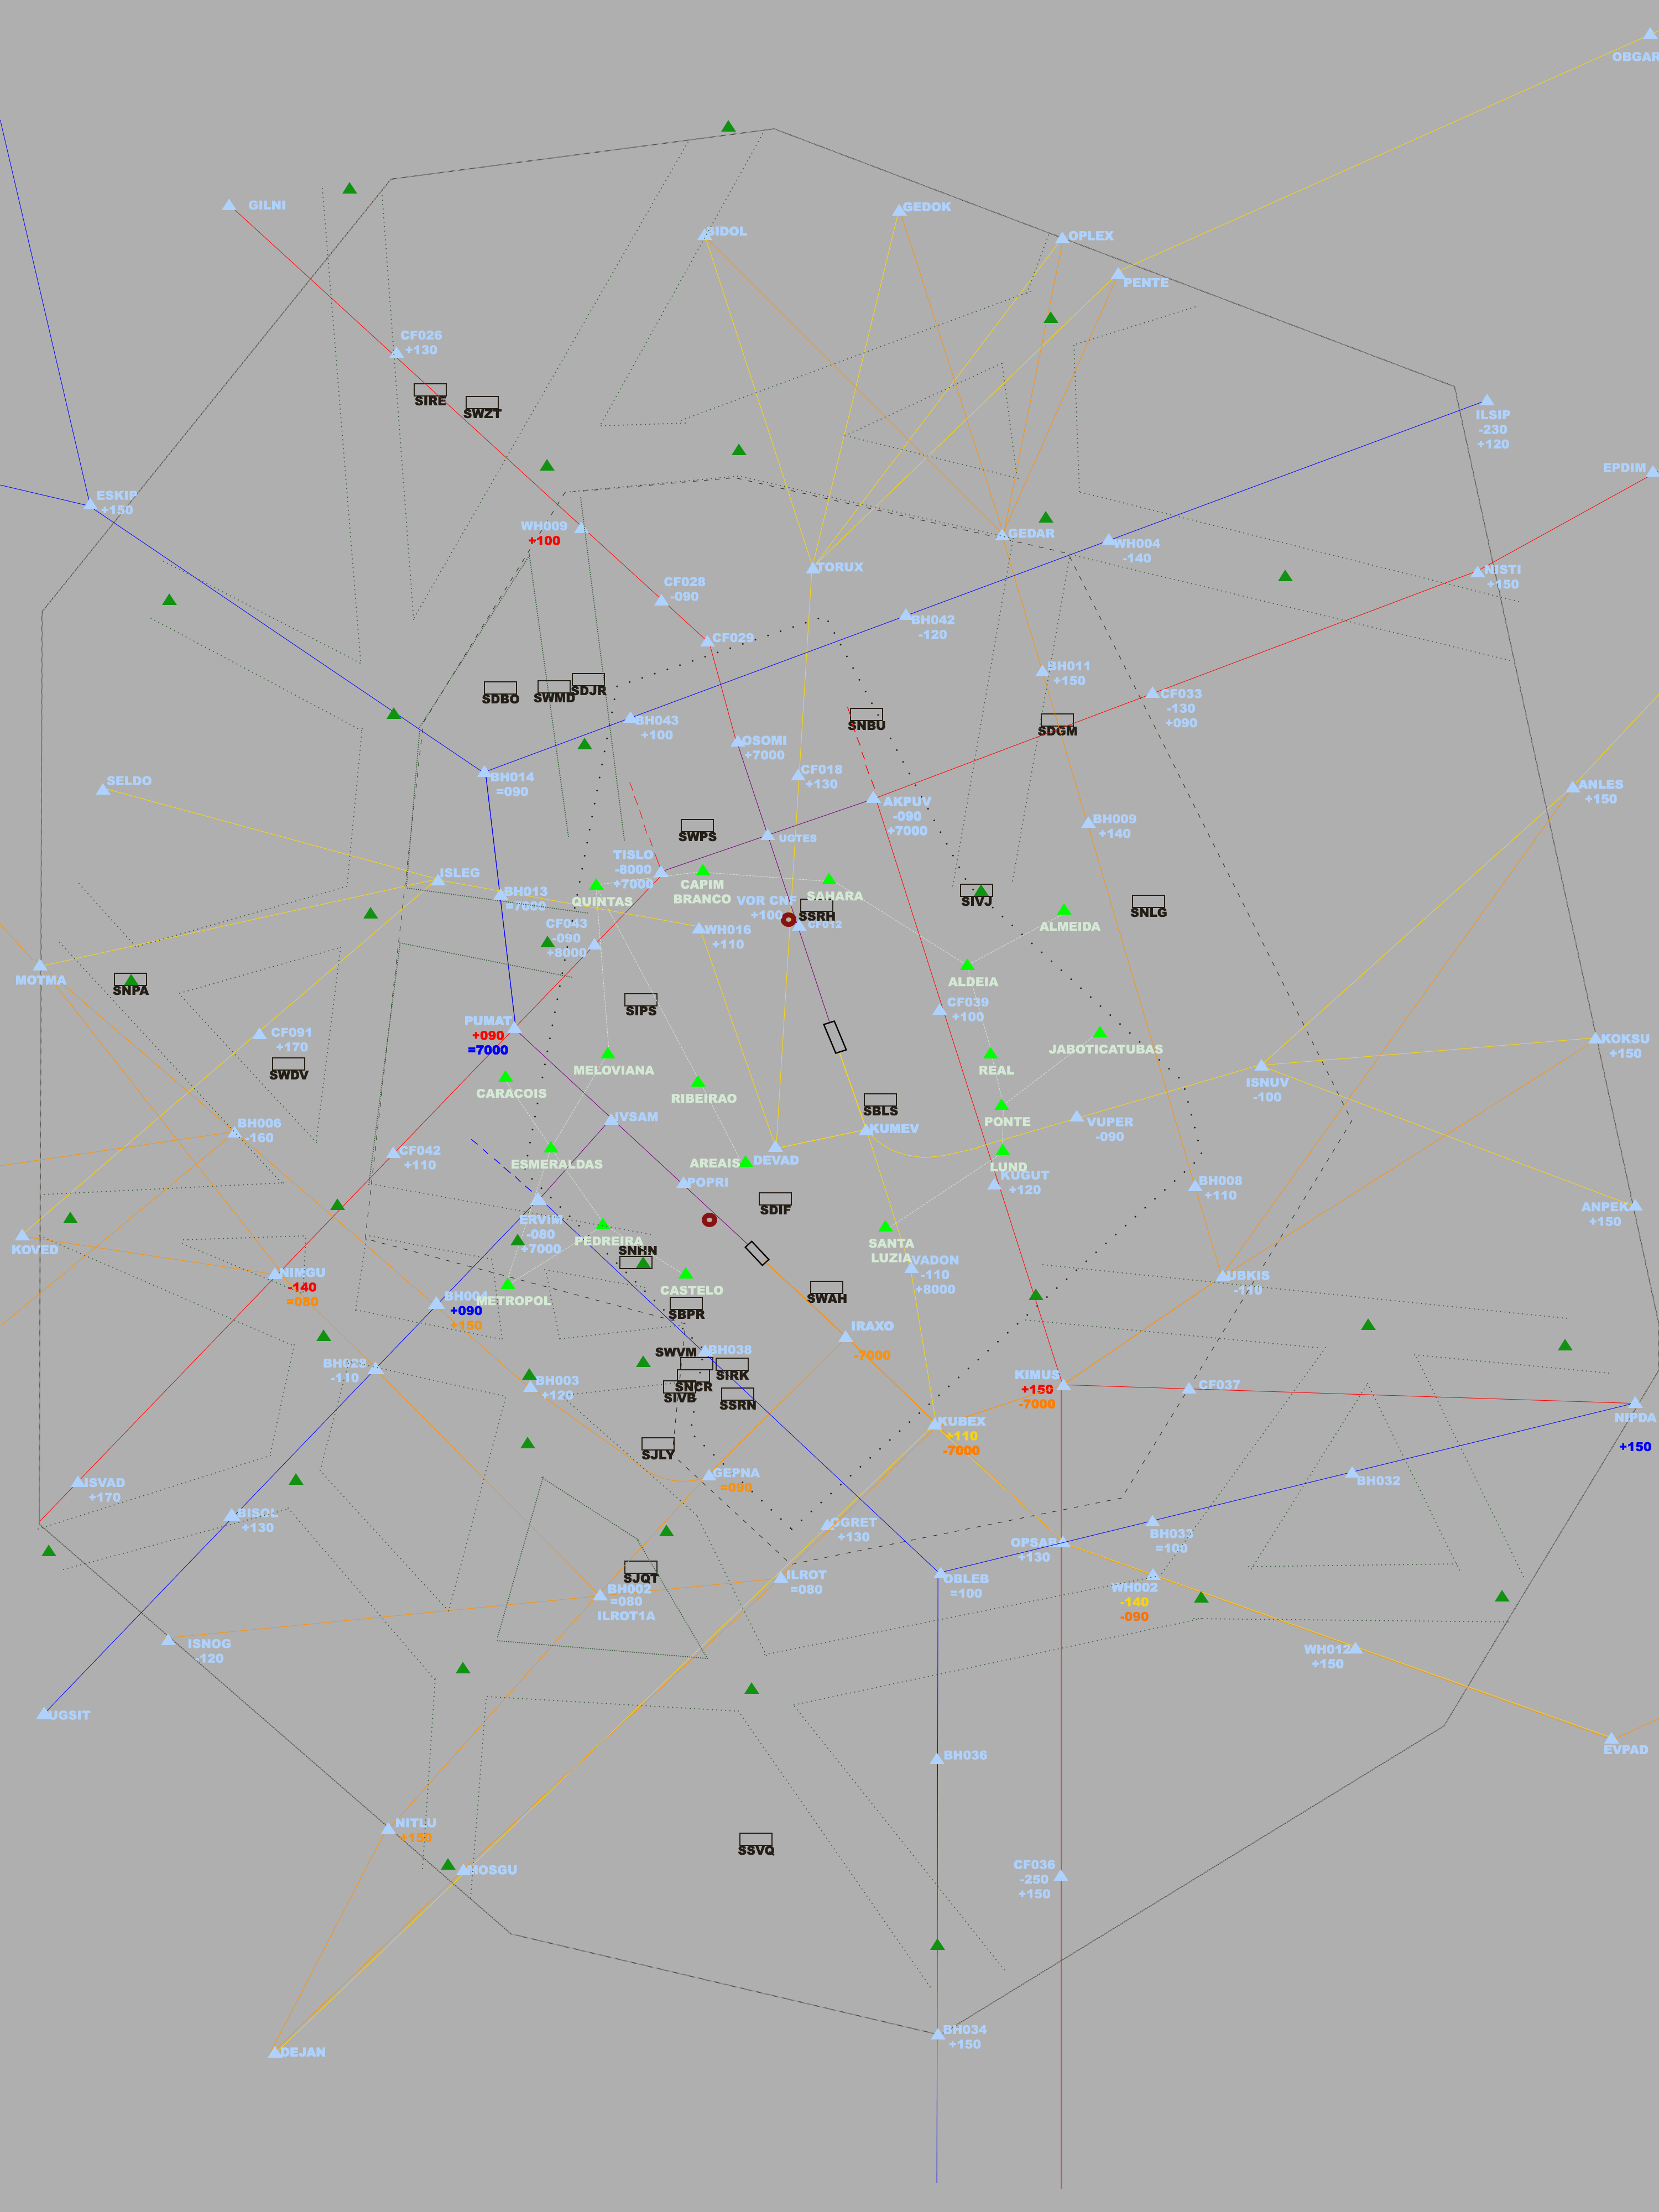 OBGAR
GILNI
SIDOL
GEDOK
OPLEX
PENTE
CF026
+130
SIRE
SWZT
ILSIP
-230
+120
EPDIM
ESKIP
+150
WH009
+100
GEDAR
WH004
-140
TORUX
NISTI
+150
CF028
-090
BH042
-120
CF029
BH011
+150
CF033
-130
+090
SDBO
SWMD
SDJR
BH043
+100
SNBU
SDGM
OSOMI
+7000
CF018
+130
BH014
=090
SELDO
ANLES
+150
AKPUV
-090
+7000
BH009
+140
SWPS
UGTES
TISLO
-8000
+7000
ISLEG
BH013
=7000
QUINTAS
CAPIM
BRANCO
SAHARA
VOR CNF
+100
SSRH
CF012
SIVJ
SNLG
ALMEIDA
CF043
-090
+8000
WH016
+110
MOTMA
SNPA
ALDEIA
SIPS
CF039
+100
PUMAT
+090
=7000
CF091
+170
SWDV
KOKSU
+150
JABOTICATUBAS
MELOVIANA
REAL
ISNUV
-100
CARACOIS
RIBEIRAO
SBLS
PONTE
VUPER
-090
IVSAM
KUMEV
BH006
-160
CF042
+110
ESMERALDAS
AREAIS
DEVAD
LUND
KUGUT
+120
POPRI
BH008
+110
SDIF
ANPEK
+150
ERVIM
-080
+7000
PEDREIRA
KOVED
SNHN
SANTA
LUZIA
VADON
-110
+8000
NIMGU
-140
=080
UBKIS
-110
CASTELO
METROPOL
BH004
+090
+150
SWAH
SBPR
IRAXO
-7000
BH028
-110
SWVM
BH038
SIRK
SNCR
SIVB
SSRN
BH003
+120
KIMUS
+150
-7000
CF037
NIPDA
+150
KUBEX
+110
-7000
SJLY
GEPNA
=090
ISVAD
+170
BH032
BISOL
+130
OGRET
+130
OPSAB
+130
BH033
=100
SJQT
ILROT
=080
OBLEB
=100
BH002
=080
ILROT1A
WH002
-140
-090
ISNOG
-120
WH012
+150
UGSIT
EVPAD
BH036
NITLU
+150
SSVQ
HOSGU
CF036
-250
+150
BH034
+150
DEJAN